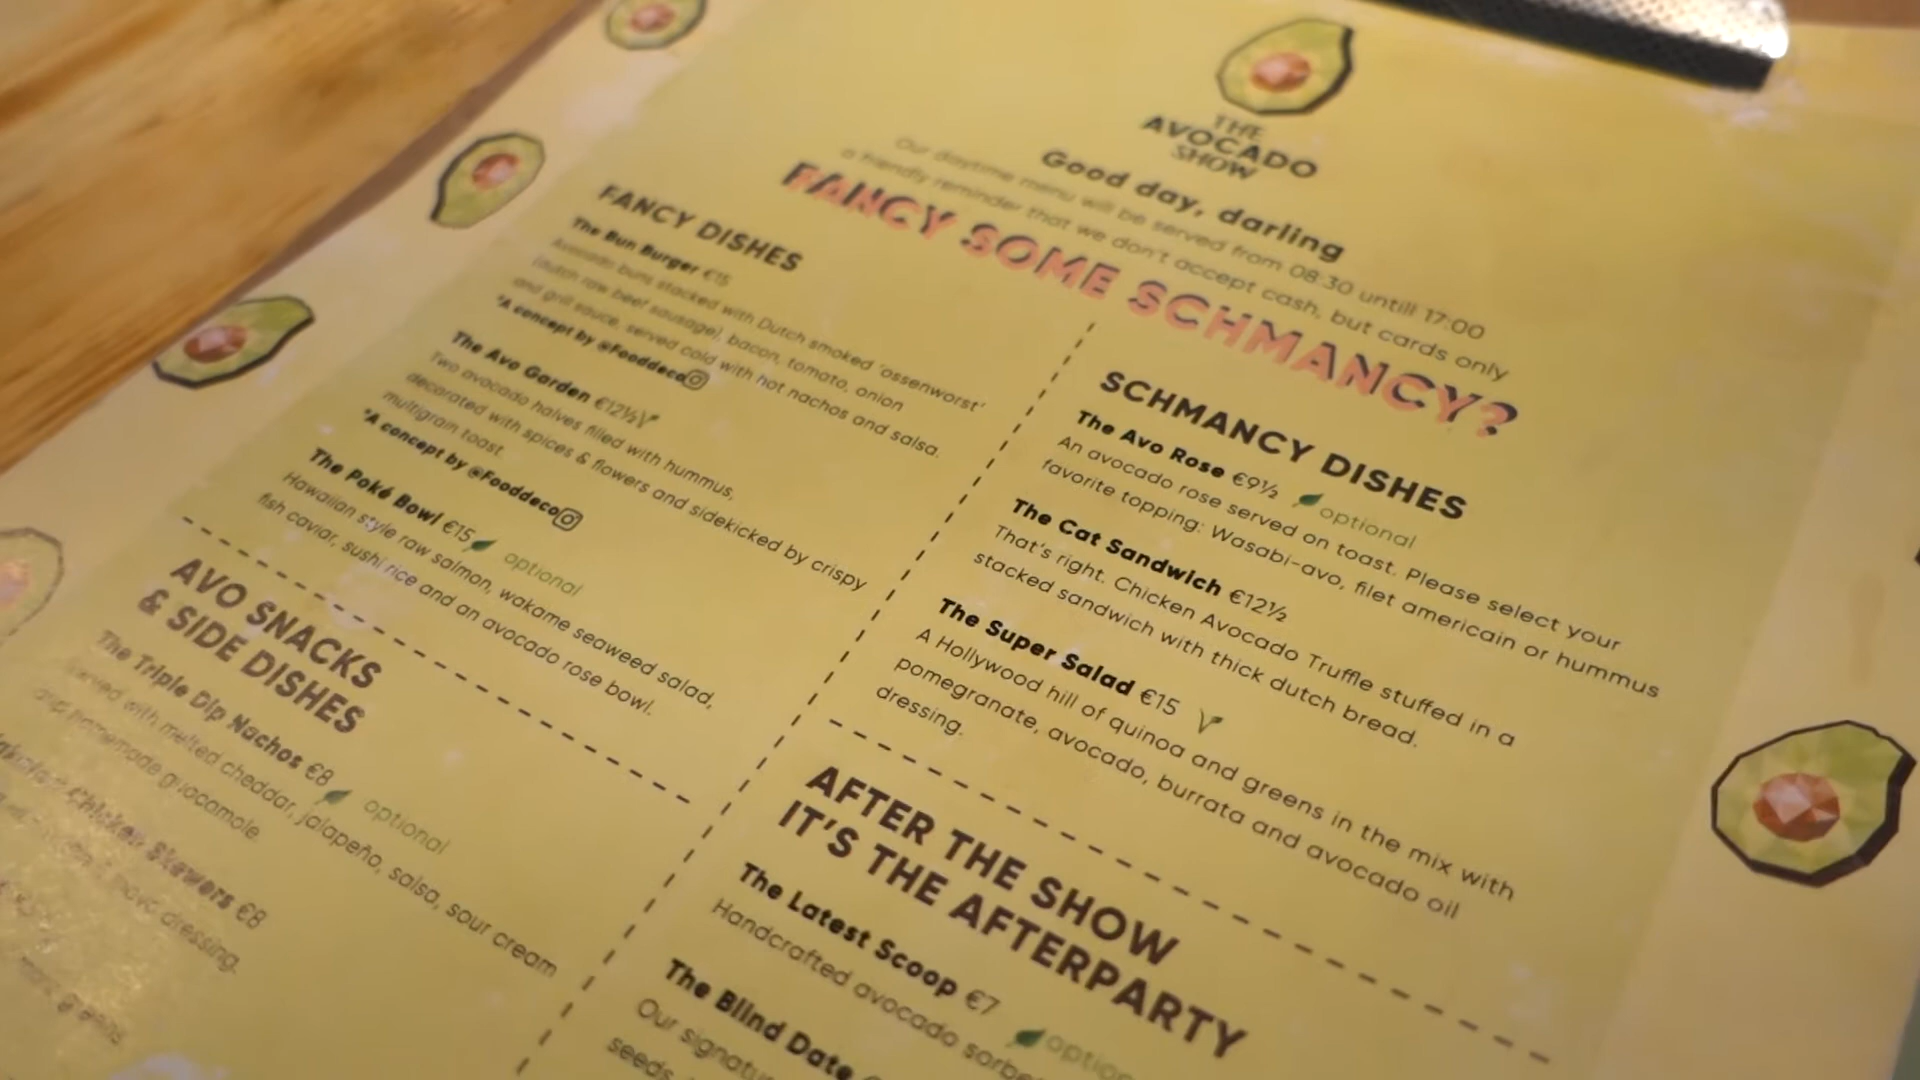 THE
AVOCADO
SHOW
Good day, darling
Our daytime menu will be served from 08:30 untill 17:00
a friendly reminder that we don't accept cash, but cards only
FANCY SOME SCHMANCY?
FANCY DISHES
The Bun Burger €15
Avocado buns stacked with Dutch smoked 'ossenworst'
(dutch raw beef sausage), bacon, tomato, onion
and grill sauce, served cold with hot nachos and salsa.
*A concept by @Fooddeco
The Avo Garden €12½
Two avocado halves filled with hummus,
decorated with spices & flowers and sidekicked by crispy
multigrain toast.
*A concept by @Fooddeco
The Poké Bowl €15 optional
Hawaiian style raw salmon, wakame seaweed salad,
fish caviar, sushi rice and an avocado rose bowl.
AVO SNACKS
& SIDE DISHES
The Triple Dip Nachos €8 optional
Served with melted cheddar, jalapeño, salsa, sour cream
and homemade guacamole.
Chicken Skewers €8
dressing.
SCHMANCY DISHES
The Avo Rose €9½ optional
An avocado rose served on toast. Please select your
favorite topping: Wasabi-avo, filet americain or hummus
The Cat Sandwich €12½
That's right. Chicken Avocado Truffle stuffed in a
stacked sandwich with thick dutch bread.
The Super Salad €15
A Hollywood hill of quinoa and greens in the mix with
pomegranate, avocado, burrata and avocado oil
dressing.
AFTER THE SHOW
IT'S THE AFTERPARTY
The Latest Scoop €7 optio
Handcrafted avocado sorbe
The Blind Date
Our signatu
seeds,